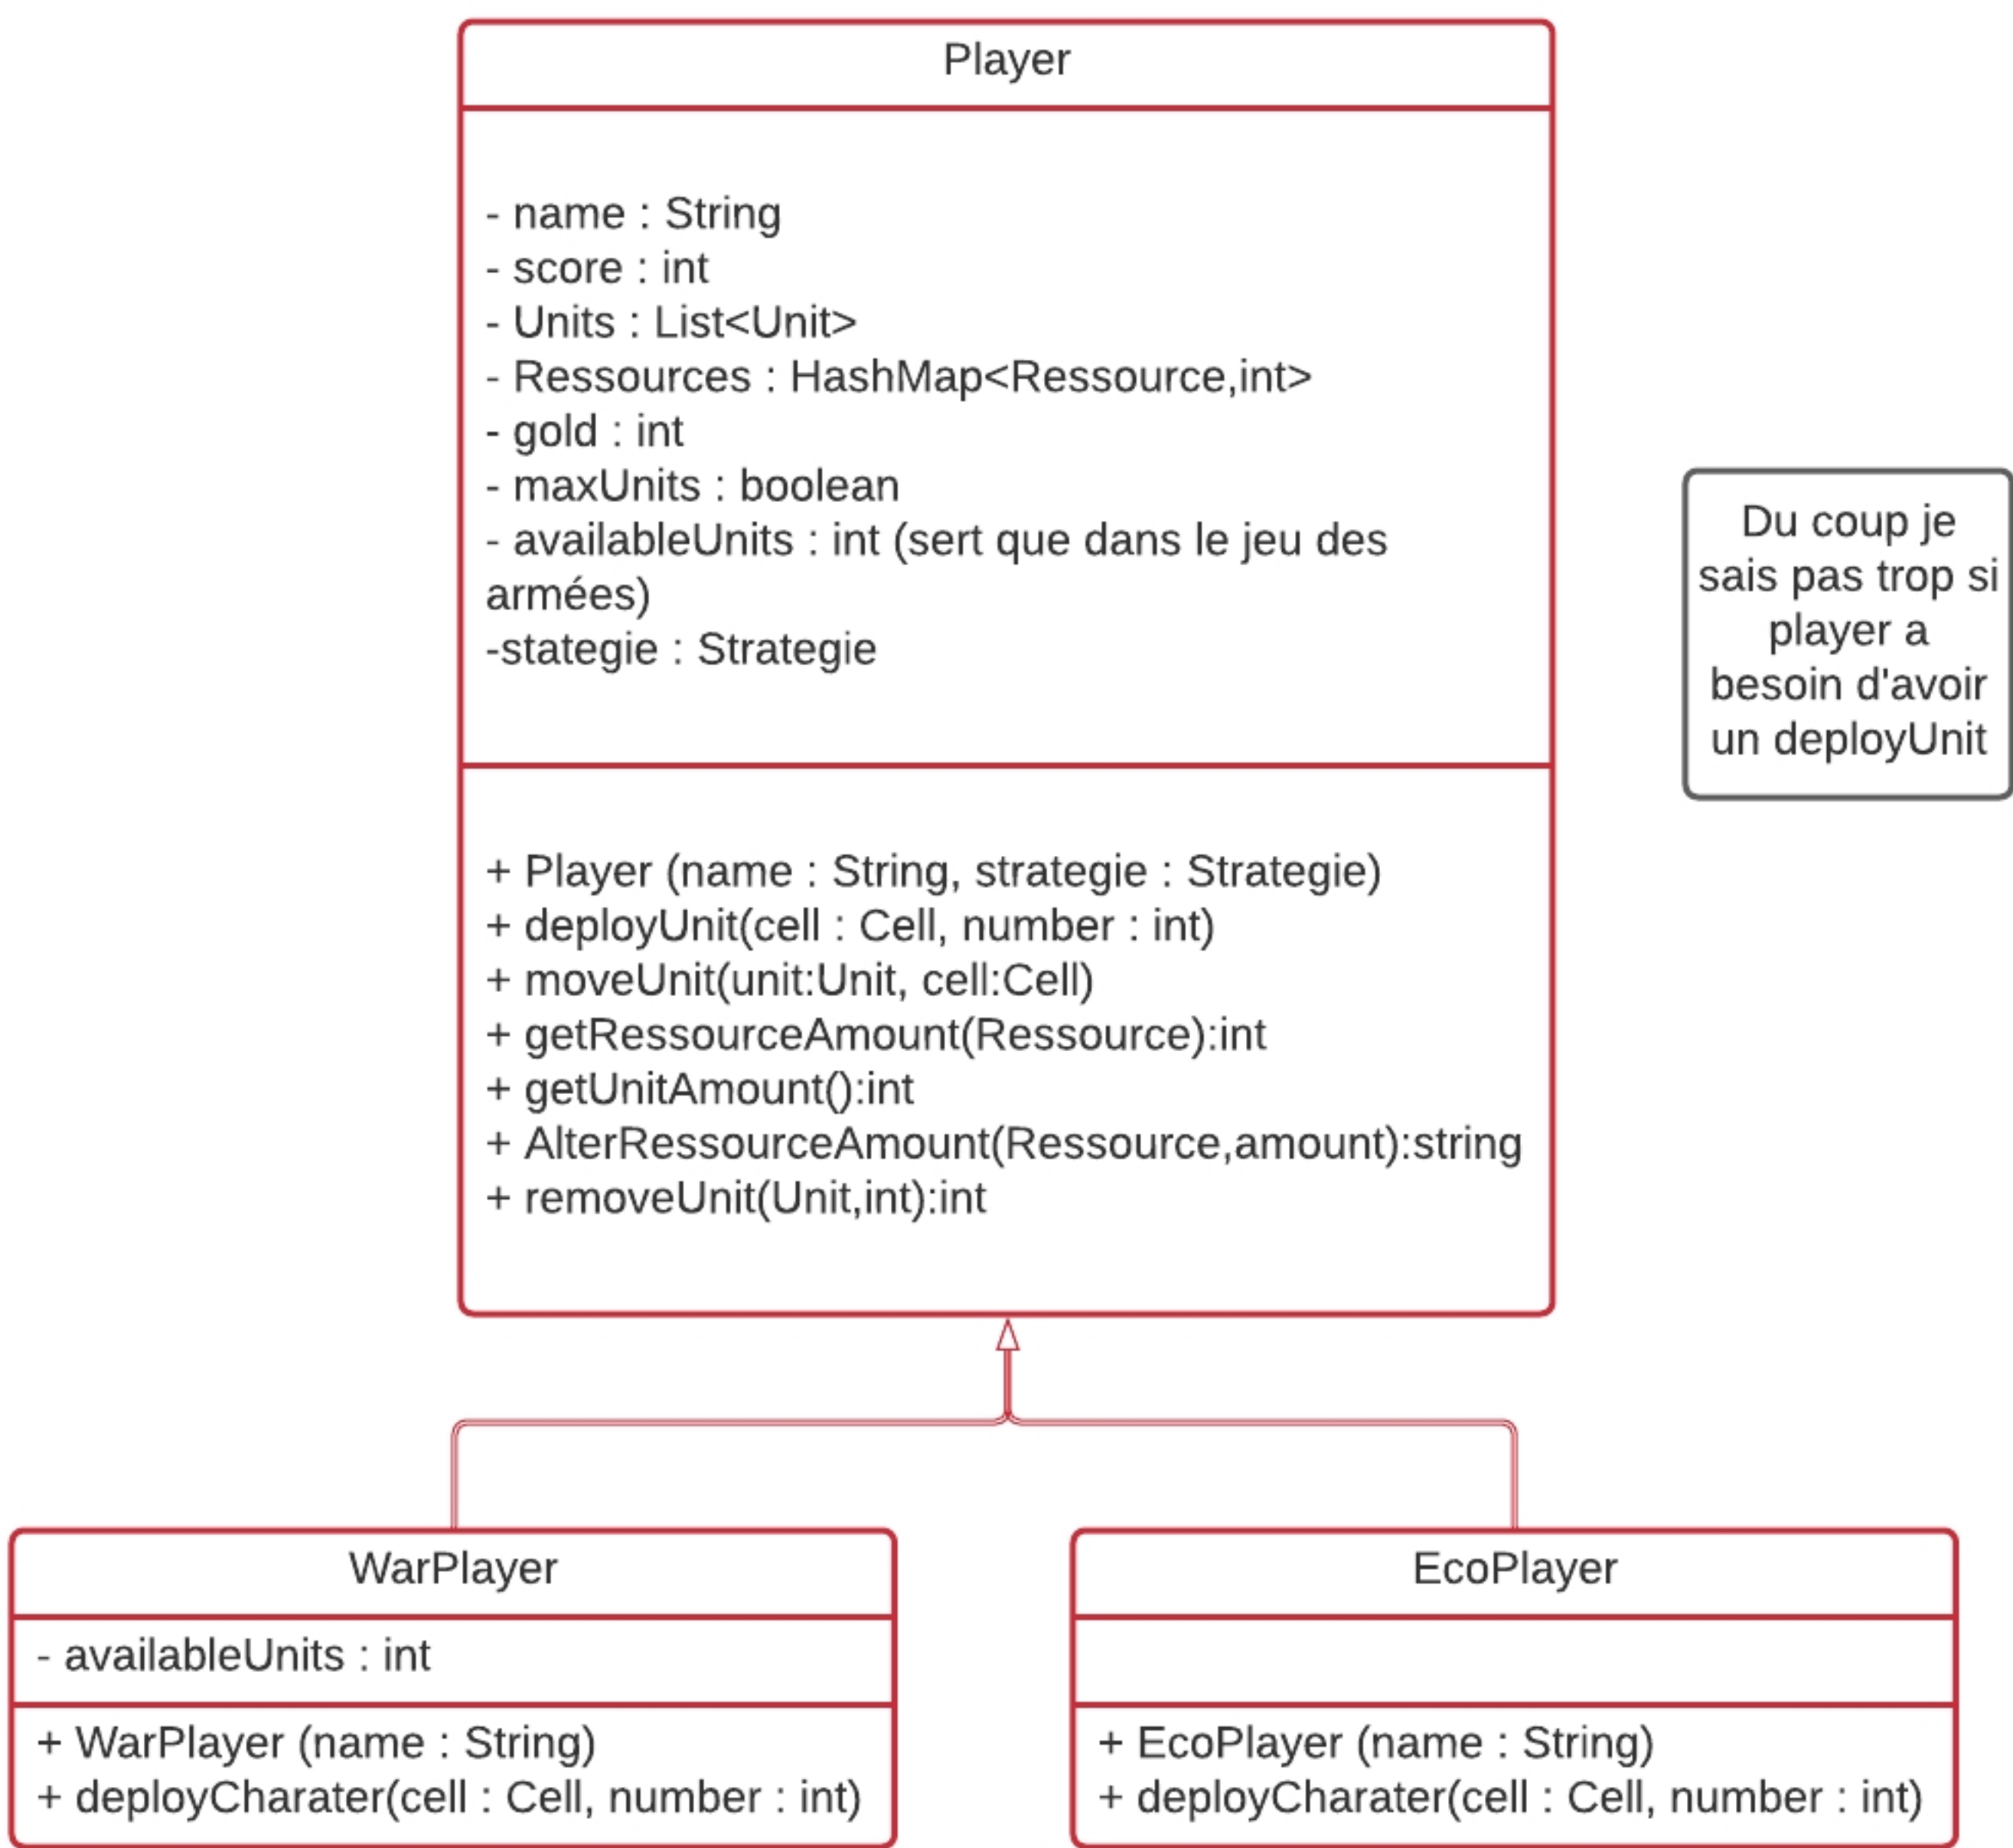 Player
- name : String
- score : int
- Units : List<Unit>
- Ressources : HashMap<Ressource,int>
- gold : int
- maxUnits : boolean
- availableUnits : int (sert que dans le jeu des
armées)
-stategie : Strategie
+ Player (name : String, strategie : Strategie)
+ deployUnit(cell : Cell, number : int)
+ moveUnit(unit:Unit, cell:Cell)
+ getRessourceAmount(Ressource):int
+ getUnitAmount():int
+ AlterRessourceAmount(Ressource,amount):string
+ removeUnit(Unit,int):int
Du coup je
sais pas trop si
player a
besoin d'avoir
un deployUnit
WarPlayer
- availableUnits : int
+ WarPlayer (name : String)
+ deployCharater(cell : Cell, number : int)
EcoPlayer
+ EcoPlayer (name : String)
+ deployCharater(cell : Cell, number : int)